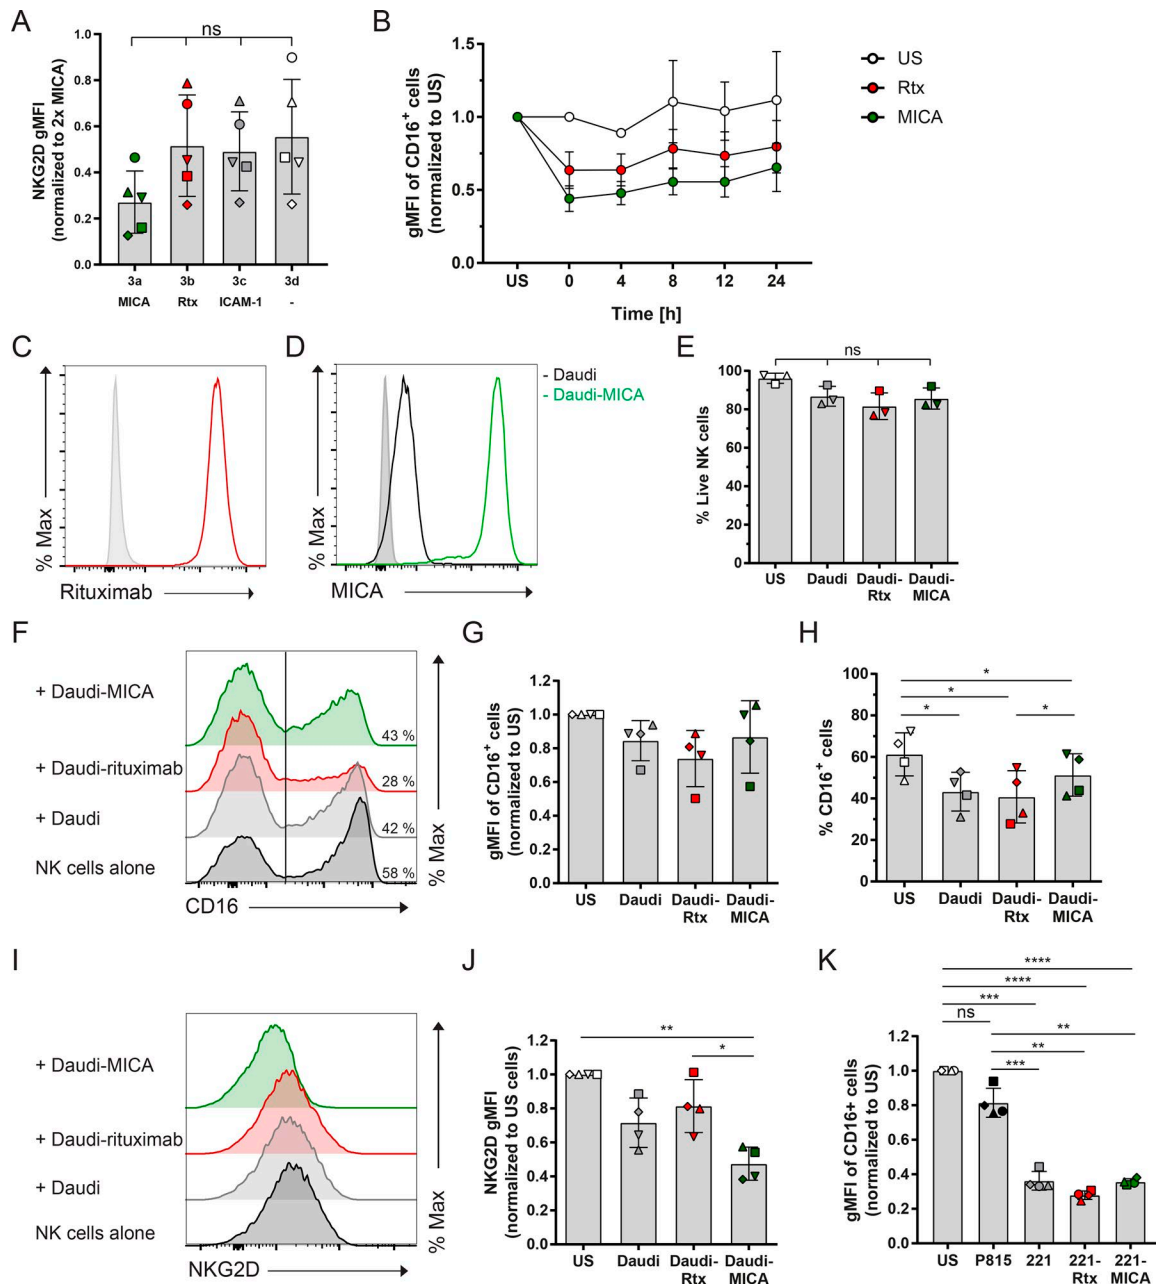 A
ns
NKG2D gMFI
(normalized to 2x MICA)
1.0
0.8
0.6
0.4
0.2
0.0
3a 3b 3c 3d
MICA Rtx ICAM-1 -
B
gMFI of CD16+ cells
(normalized to US)
1.5
1.0
0.5
0.0
US 0 4 8 12 24
Time [h]
US
Rtx
MICA
C
% Max
Rituximab
D
% Max
MICA
- Daudi
- Daudi-MICA
E
ns
% Live NK cells
100
80
60
40
20
0
US Daudi Daudi-Rtx Daudi-MICA
F
+ Daudi-MICA
43 %
+ Daudi-rituximab
28 %
+ Daudi
42 %
NK cells alone
58 %
CD16
% Max
G
gMFI of CD16+ cells
(normalized to US)
1.2
1.0
0.8
0.6
0.4
0.2
0.0
US Daudi Daudi-Rtx Daudi-MICA
H
% CD16+ cells
100
80
60
40
20
0
*
*
* *
US Daudi Daudi-Rtx Daudi-MICA
I
+ Daudi-MICA
+ Daudi-rituximab
+ Daudi
NK cells alone
NKG2D
% Max
J
NKG2D gMFI
(normalized to US cells)
1.2
1.0
0.8
0.6
0.4
0.2
0.0
**
*
US Daudi Daudi-Rtx Daudi-MICA
K
gMFI of CD16+ cells
(normalized to US)
1.2
1.0
0.8
0.6
0.4
0.2
0.0
****
****
***
ns
**
**
***
US P815 221 221-Rtx 221-MICA